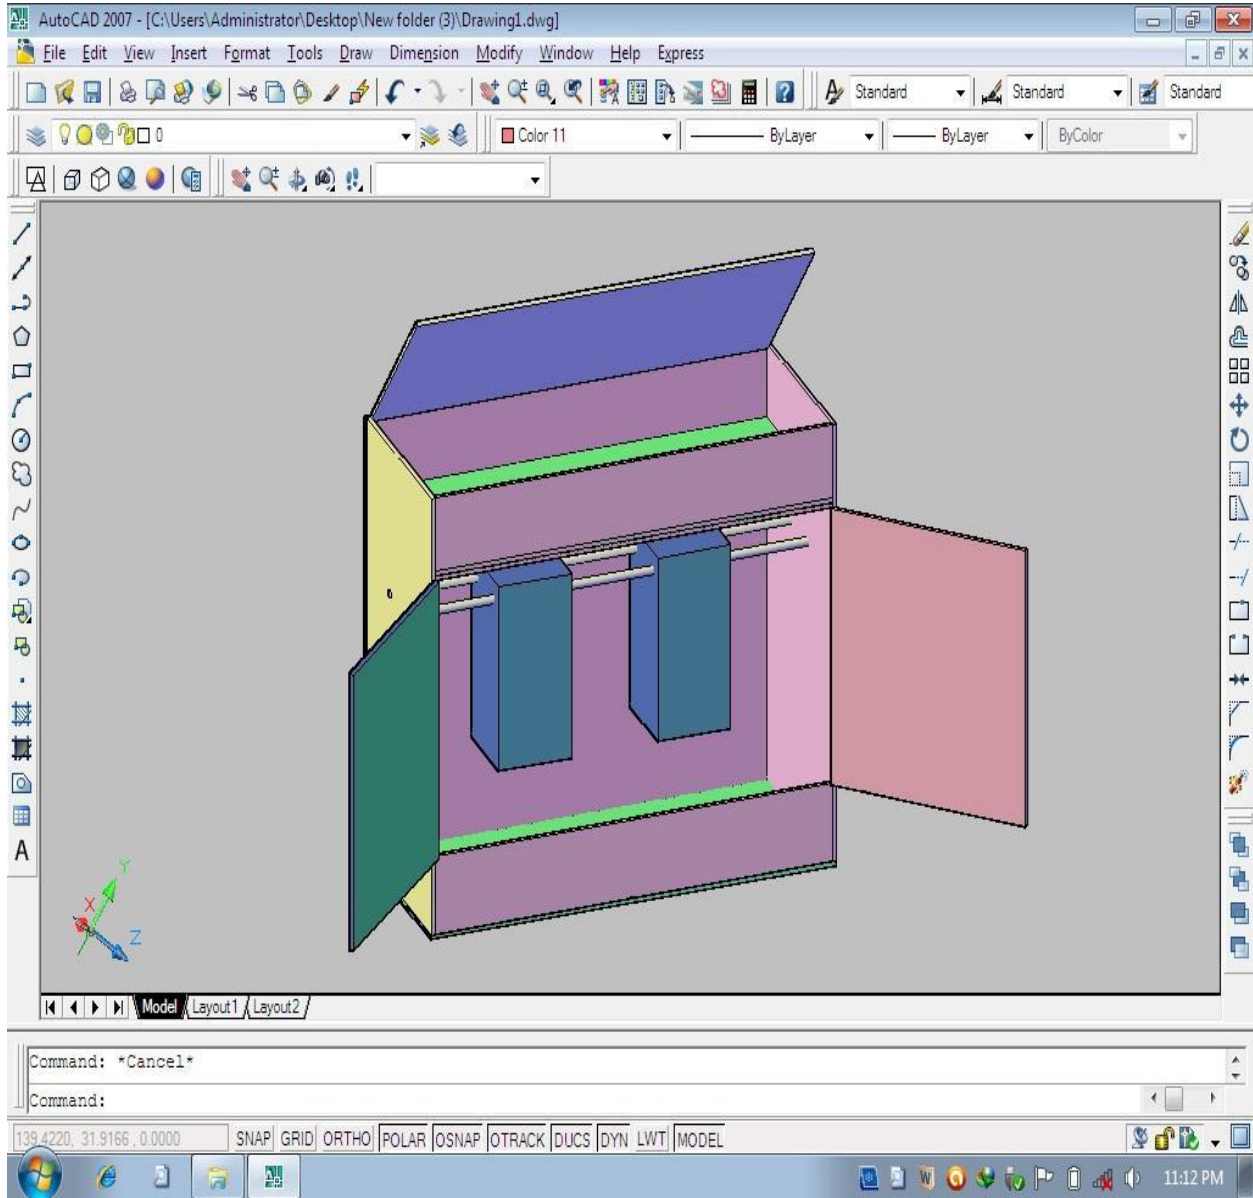 AutoCAD 2007 - [C:\Users\Administrator\Desktop\New folder (3)\Drawing1.dwg]
File Edit View Insert Format Tools Draw Dimension Modify Window Help Express
Standard Standard Standard
0 Color 11 ByLayer ByLayer ByColor
A
Y
X
Z
Model Layout1 Layout2
Command: *Cancel*
Command:
139.4220, 31.9166 , 0.0000 SNAP GRID ORTHO POLAR OSNAP OTRACK DUCS DYN LWT MODEL
11:12 PM